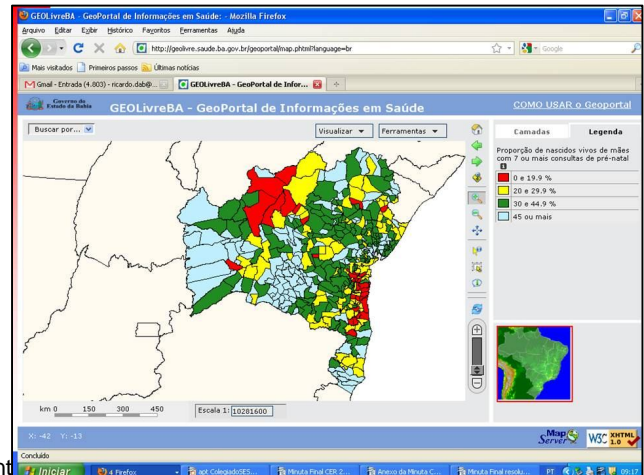 GEOLivreBA - GeoPortal de Informações em Saúde: - Mozilla Firefox
Arquivo Editar Exibir Histórico Favoritos Ferramentas Ajuda
http://geolivre.saude.ba.gov.br/geoportal/map.phtml?language=br
Google
Mais visitados Primeiros passos Últimas notícias
Gmail - Entrada (4.803) - ricardo.dab@...
GEOLivreBA - GeoPortal de Infor...
Governo do
Estado da Bahia
GEOLivreBA - GeoPortal de Informações em Saúde
COMO USAR o Geoportal
Buscar por...
Visualizar
Ferramentas
Camadas
Legenda
Proporção de nascidos vivos de mães
com 7 ou mais consultas de pré-natal
0 e 19.9 %
20 e 29.9 %
30 e 44.9 %
45 ou mais
km 0 150 300 450
Escala 1: 10281600
X: -42 Y: -13
Map
Server
W3C XHTML
1.0
Concluído
Iniciar
4 Firefox
apt ColegiadoSES...
Minuta Final CER 2...
Anexo da Minuta C...
Minuta Final resolu...
PT
09:17